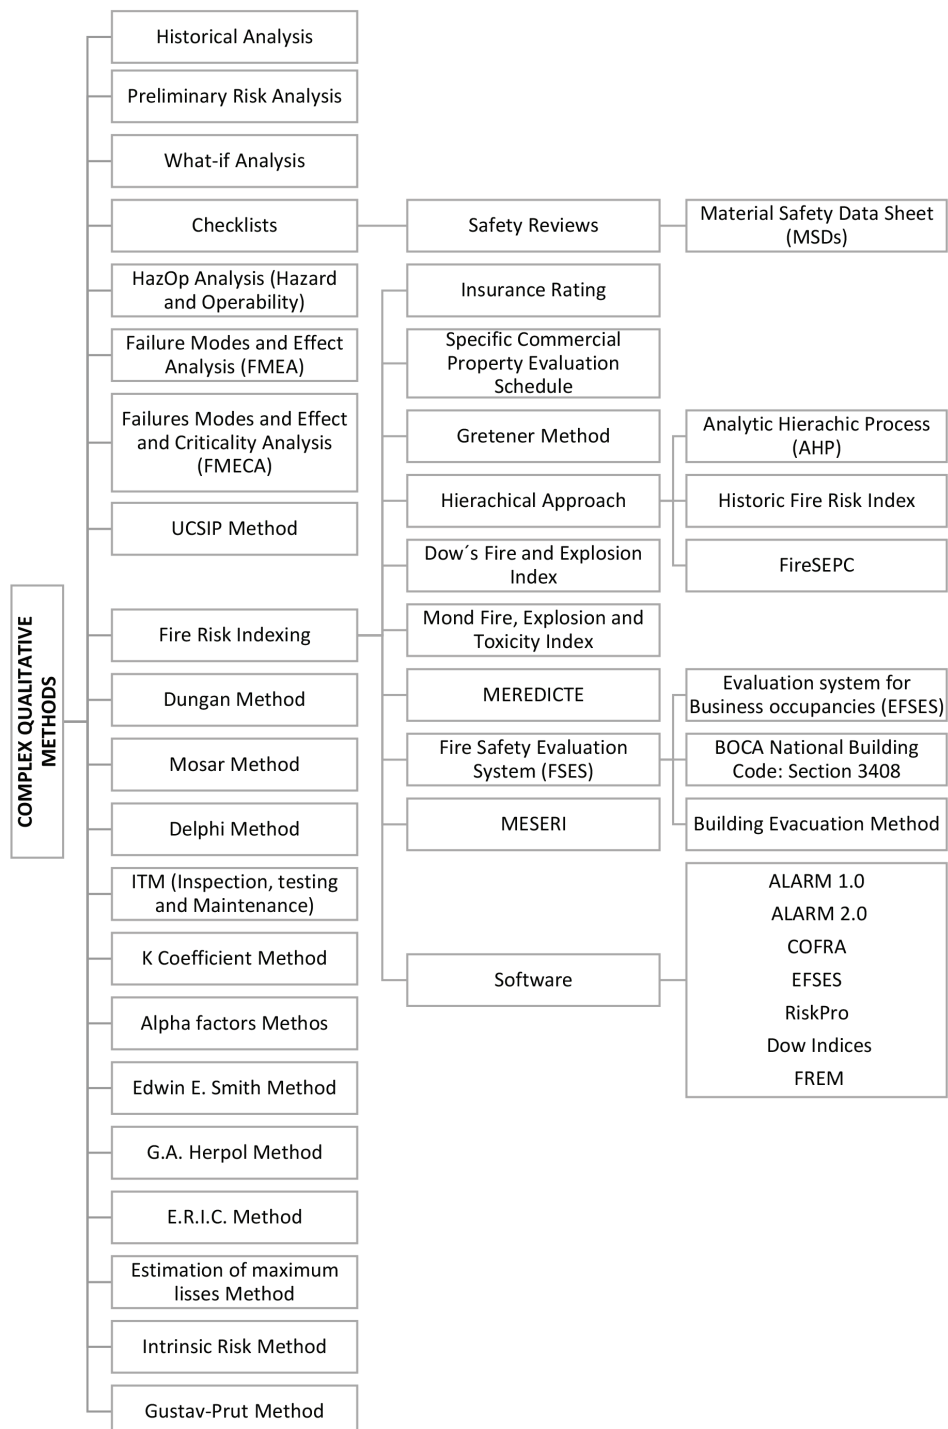 COMPLEX QUALITATIVE
METHODS
Historical Analysis
Preliminary Risk Analysis
What-if Analysis
Checklists
Safety Reviews
Material Safety Data Sheet
(MSDs)
HazOp Analysis (Hazard
and Operability)
Failure Modes and Effect
Analysis (FMEA)
Failures Modes and Effect
and Criticality Analysis
(FMECA)
UCSIP Method
Fire Risk Indexing
Insurance Rating
Specific Commercial
Property Evaluation
Schedule
Gretener Method
Hierachical Approach
Analytic Hierachic Process
(AHP)
Historic Fire Risk Index
FireSEPC
Dow´s Fire and Explosion
Index
Mond Fire, Explosion and
Toxicity Index
MEREDICTE
Fire Safety Evaluation
System (FSES)
Evaluation system for
Business occupancies (EFSES)
BOCA National Building
Code: Section 3408
Building Evacuation Method
MESERI
Software
ALARM 1.0
ALARM 2.0
COFRA
EFSES
RiskPro
Dow Indices
FREM
Dungan Method
Mosar Method
Delphi Method
ITM (Inspection, testing
and Maintenance)
K Coefficient Method
Alpha factors Methos
Edwin E. Smith Method
G.A. Herpol Method
E.R.I.C. Method
Estimation of maximum
lisses Method
Intrinsic Risk Method
Gustav-Prut Method